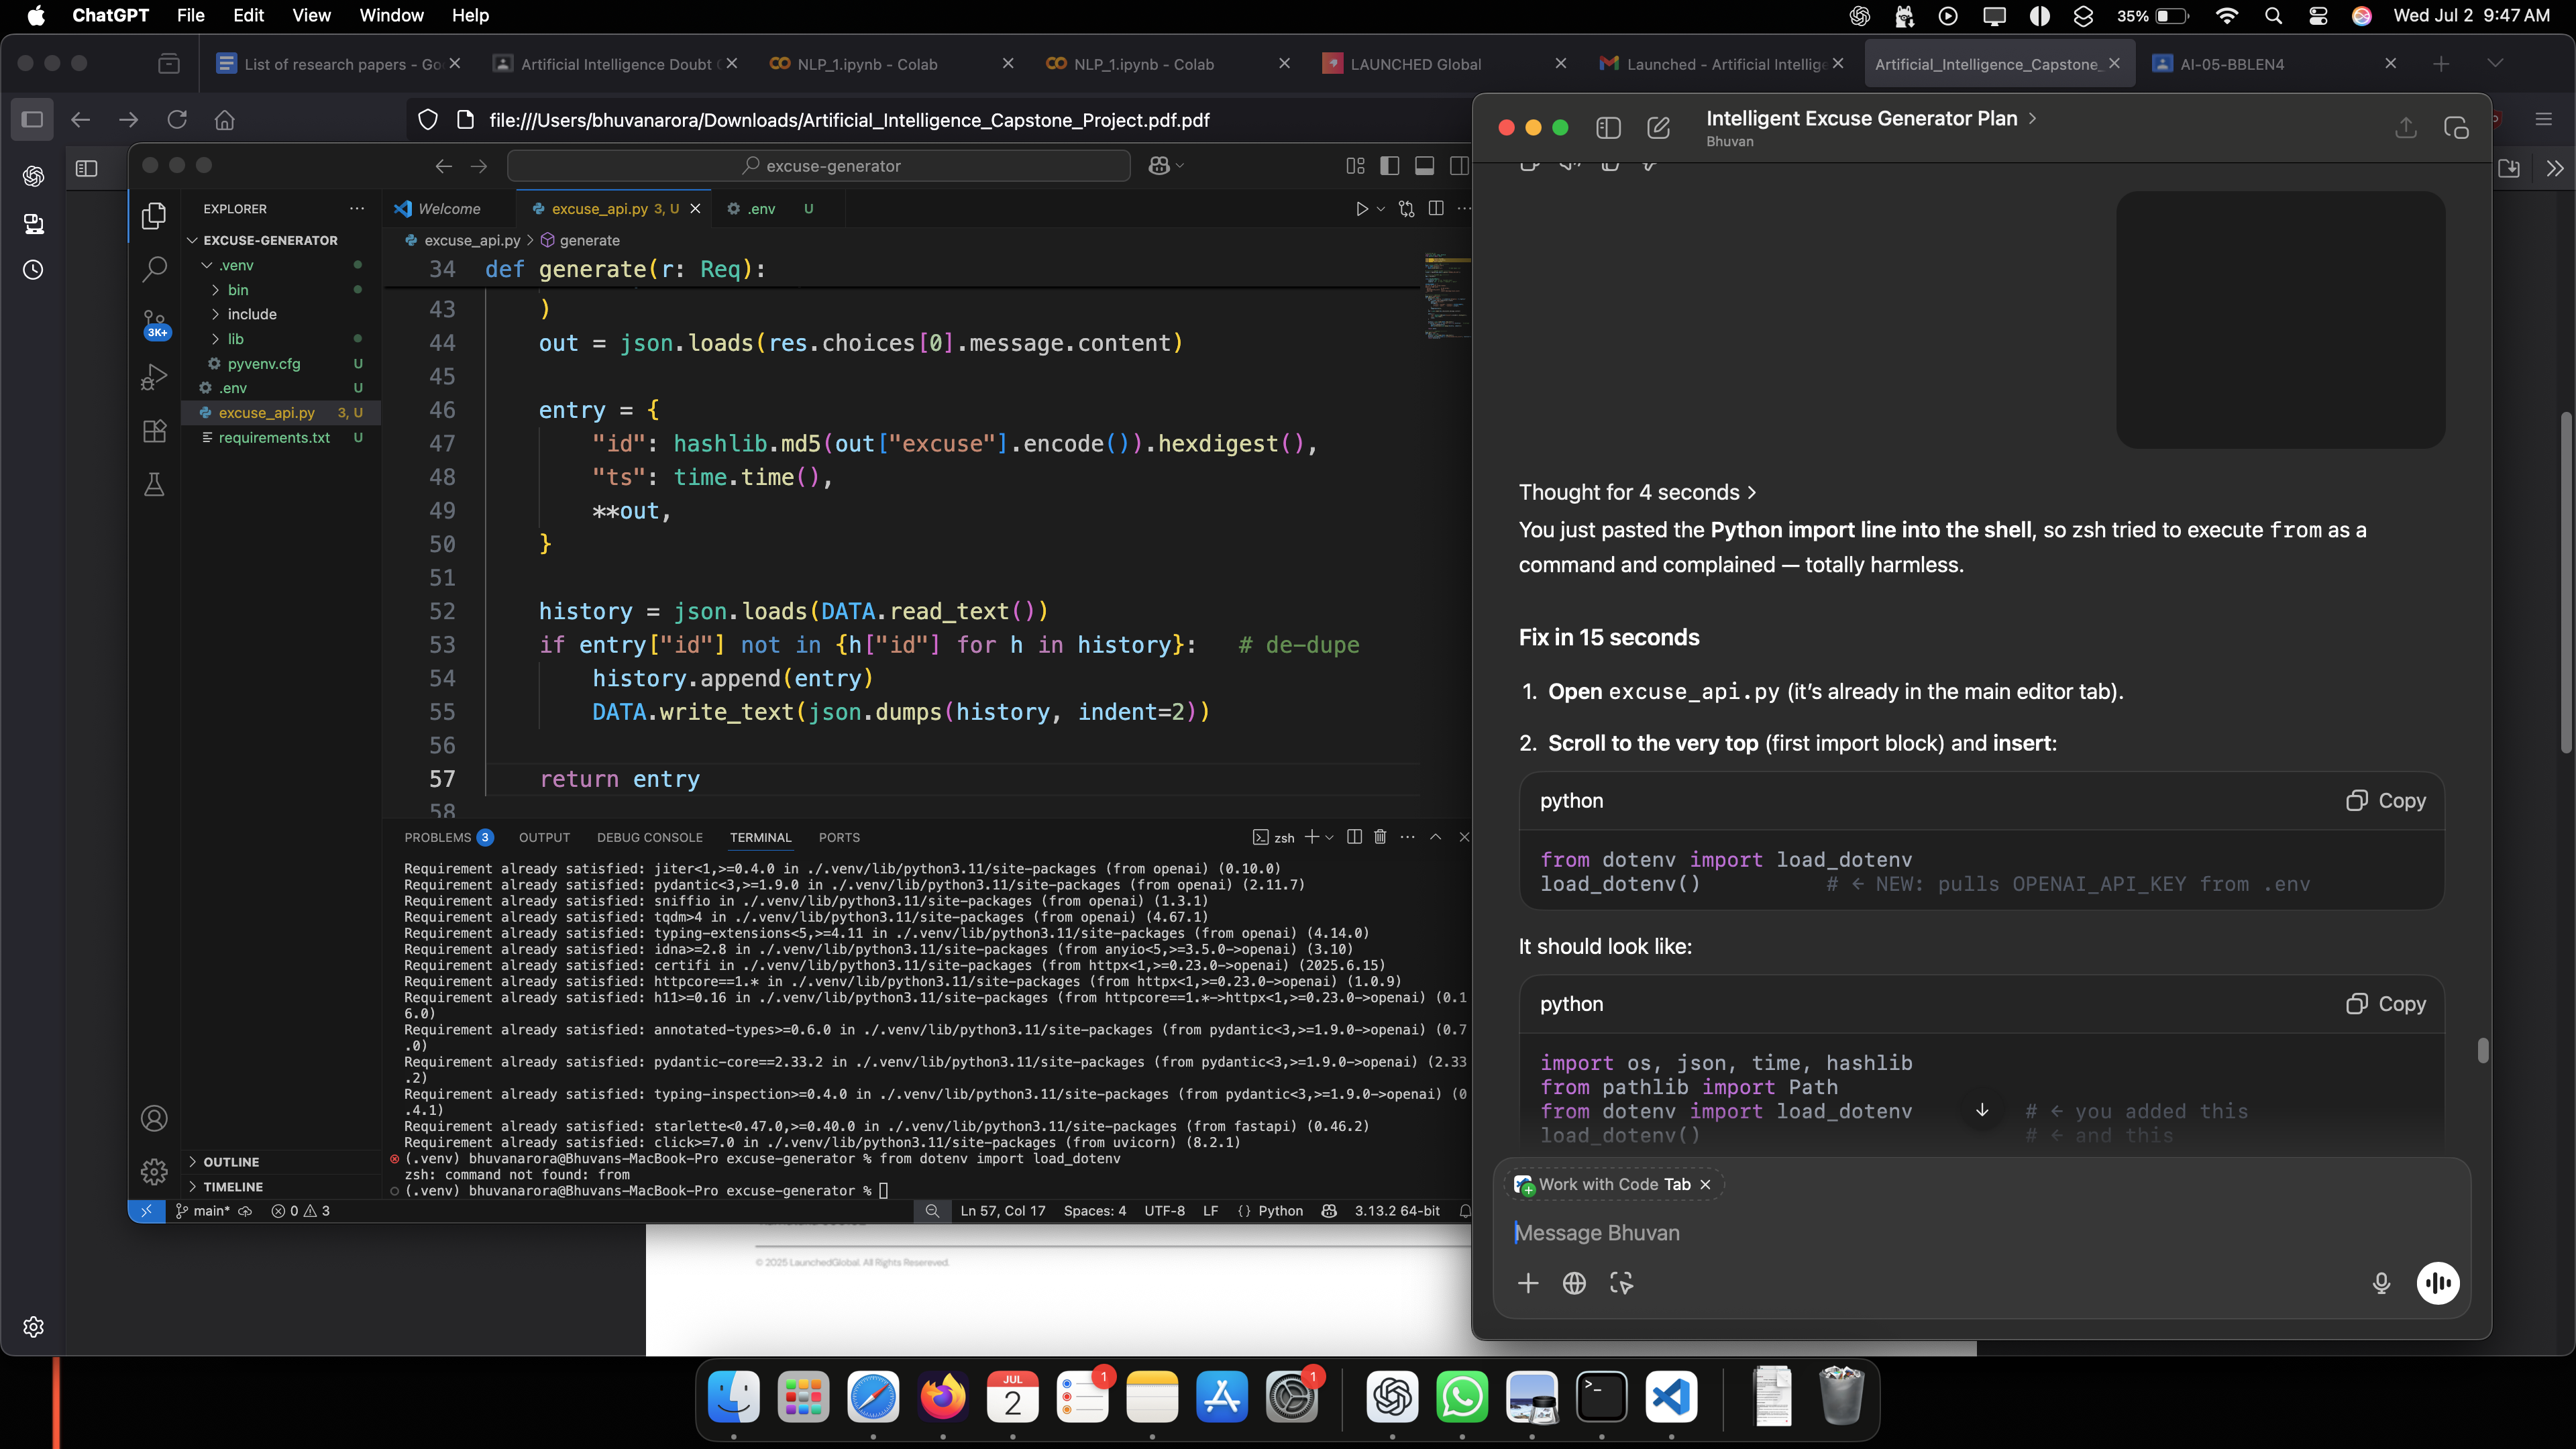 ChatGPT File Edit View Window Help
35% Wed Jul 2 9:47 AM
List of research papers - Go
Artificial Intelligence Doubt
NLP_1.ipynb - Colab
NLP_1.ipynb - Colab
LAUNCHED Global
Launched - Artificial Intellige
Artificial_Intelligence_Capstone_
AI-05-BBLEN4
file:///Users/bhuvanarora/Downloads/Artificial_Intelligence_Capstone_Project.pdf.pdf
excuse-generator
EXPLORER
EXCUSE-GENERATOR
.venv
bin
include
lib
pyvenv.cfg U
.env U
excuse_api.py 3, U
requirements.txt U
3K+
OUTLINE
TIMELINE
Welcome
excuse_api.py 3, U
.env U
excuse_api.py > generate
34 def generate(r: Req):
43 )
44 out = json.loads(res.choices[0].message.content)
45
46 entry = {
47 "id": hashlib.md5(out["excuse"].encode()).hexdigest(),
48 "ts": time.time(),
49 **out,
50 }
51
52 history = json.loads(DATA.read_text())
53 if entry["id"] not in {h["id"] for h in history}: # de-dupe
54 history.append(entry)
55 DATA.write_text(json.dumps(history, indent=2))
56
57 return entry
58
PROBLEMS 3 OUTPUT DEBUG CONSOLE TERMINAL PORTS
zsh
Requirement already satisfied: jiter<1,>=0.4.0 in ./.venv/lib/python3.11/site-packages (from openai) (0.10.0)
Requirement already satisfied: pydantic<3,>=1.9.0 in ./.venv/lib/python3.11/site-packages (from openai) (2.11.7)
Requirement already satisfied: sniffio in ./.venv/lib/python3.11/site-packages (from openai) (1.3.1)
Requirement already satisfied: tqdm>4 in ./.venv/lib/python3.11/site-packages (from openai) (4.67.1)
Requirement already satisfied: typing-extensions<5,>=4.11 in ./.venv/lib/python3.11/site-packages (from openai) (4.14.0)
Requirement already satisfied: idna>=2.8 in ./.venv/lib/python3.11/site-packages (from anyio<5,>=3.5.0->openai) (3.10)
Requirement already satisfied: certifi in ./.venv/lib/python3.11/site-packages (from httpx<1,>=0.23.0->openai) (2025.6.15)
Requirement already satisfied: httpcore==1.* in ./.venv/lib/python3.11/site-packages (from httpx<1,>=0.23.0->openai) (1.0.9)
Requirement already satisfied: h11>=0.16 in ./.venv/lib/python3.11/site-packages (from httpcore==1.*->httpx<1,>=0.23.0->openai) (0.1
6.0)
Requirement already satisfied: annotated-types>=0.6.0 in ./.venv/lib/python3.11/site-packages (from pydantic<3,>=1.9.0->openai) (0.7
.0)
Requirement already satisfied: pydantic-core==2.33.2 in ./.venv/lib/python3.11/site-packages (from pydantic<3,>=1.9.0->openai) (2.33
.2)
Requirement already satisfied: typing-inspection>=0.4.0 in ./.venv/lib/python3.11/site-packages (from pydantic<3,>=1.9.0->openai) (0
.4.1)
Requirement already satisfied: starlette<0.47.0,>=0.40.0 in ./.venv/lib/python3.11/site-packages (from fastapi) (0.46.2)
Requirement already satisfied: click>=7.0 in ./.venv/lib/python3.11/site-packages (from uvicorn) (8.2.1)
(.venv) bhuvanarora@Bhuvans-MacBook-Pro excuse-generator % from dotenv import load_dotenv
zsh: command not found: from
(.venv) bhuvanarora@Bhuvans-MacBook-Pro excuse-generator %
main* 0 3
Ln 57, Col 17 Spaces: 4 UTF-8 LF {} Python 3.13.2 64-bit
© 2025 LaunchedGlobal. All Rights Resereved.
Intelligent Excuse Generator Plan >
Bhuvan
Thought for 4 seconds >
You just pasted the Python import line into the shell, so zsh tried to execute from as a
command and complained — totally harmless.
Fix in 15 seconds
1. Open excuse_api.py (it’s already in the main editor tab).
2. Scroll to the very top (first import block) and insert:
python Copy
from dotenv import load_dotenv
load_dotenv() # ← NEW: pulls OPENAI_API_KEY from .env
It should look like:
python Copy
import os, json, time, hashlib
from pathlib import Path
from dotenv import load_dotenv # ← you added this
load_dotenv() # ← and this
Work with Code Tab
Message Bhuvan
JUL
2
1
1